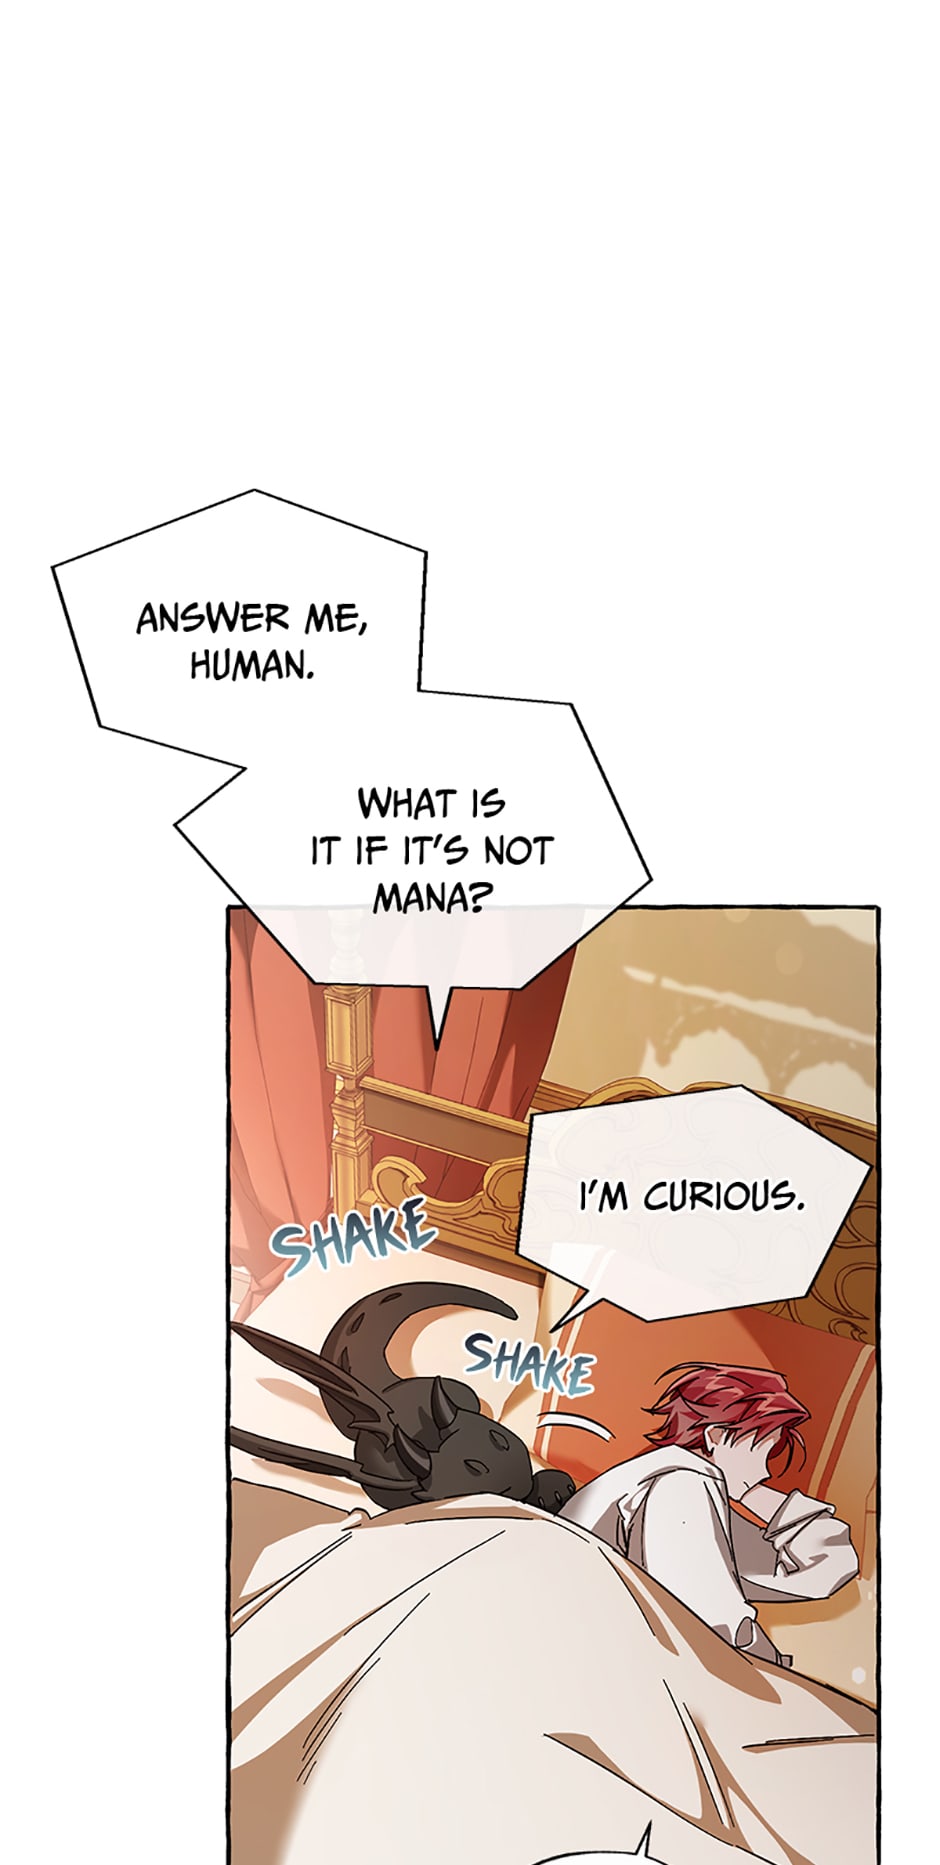 ANSWER ME,
HUMAN.
WHAT IS
IT IF IT'S NOT
MANA?
I'M CURIOUS.
SHAKE
SHAKE